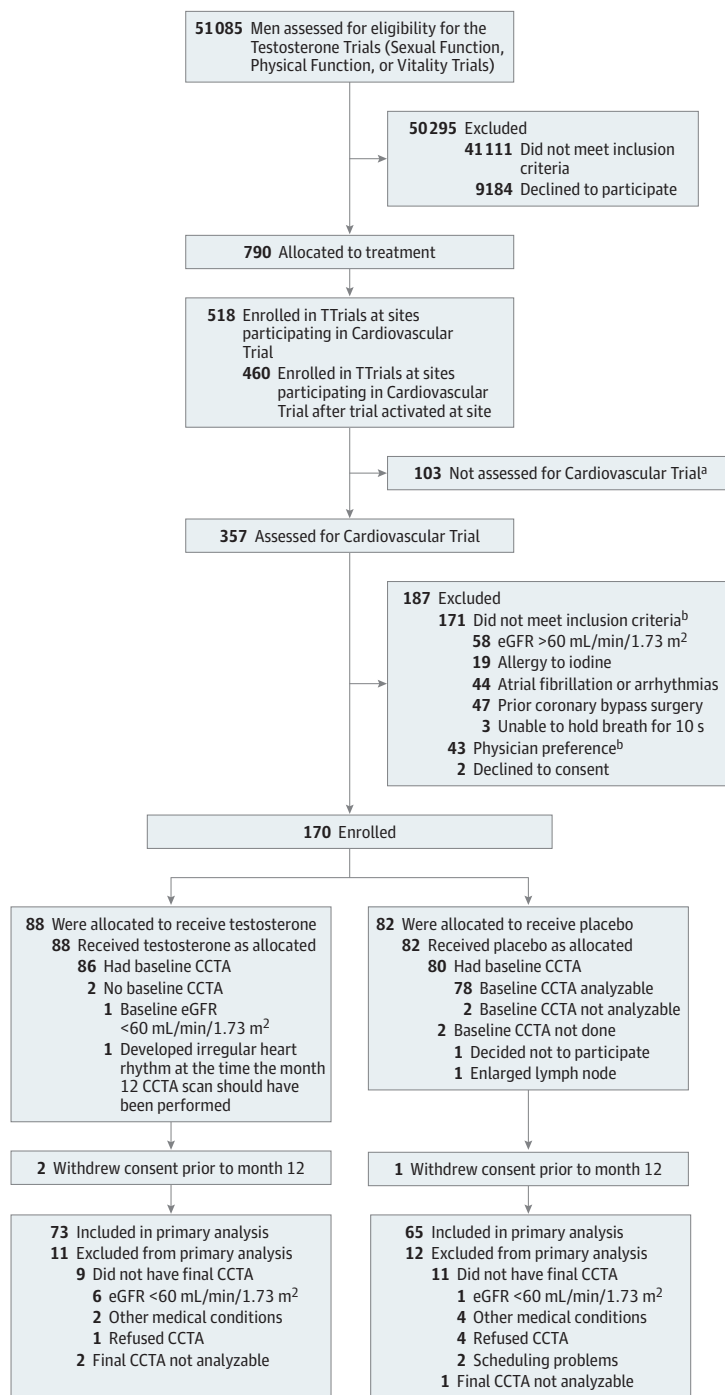 51085 Men assessed for eligibility for the
Testosterone Trials (Sexual Function,
Physical Function, or Vitality Trials)
50295 Excluded
41111 Did not meet inclusion
criteria
9184 Declined to participate
790 Allocated to treatment
518 Enrolled in TTrials at sites
participating in Cardiovascular
Trial
460 Enrolled in TTrials at sites
participating in Cardiovascular
Trial after trial activated at site
103 Not assessed for Cardiovascular Trialᵃ
357 Assessed for Cardiovascular Trial
187 Excluded
171 Did not meet inclusion criteriaᵇ
58 eGFR >60 mL/min/1.73 m²
19 Allergy to iodine
44 Atrial fibrillation or arrhythmias
47 Prior coronary bypass surgery
3 Unable to hold breath for 10 s
43 Physician preferenceᵇ
2 Declined to consent
170 Enrolled
88 Were allocated to receive testosterone
88 Received testosterone as allocated
86 Had baseline CCTA
2 No baseline CCTA
1 Baseline eGFR
<60 mL/min/1.73 m²
1 Developed irregular heart
rhythm at the time the month
12 CCTA scan should have
been performed
82 Were allocated to receive placebo
82 Received placebo as allocated
80 Had baseline CCTA
78 Baseline CCTA analyzable
2 Baseline CCTA not analyzable
2 Baseline CCTA not done
1 Decided not to participate
1 Enlarged lymph node
2 Withdrew consent prior to month 12
1 Withdrew consent prior to month 12
73 Included in primary analysis
11 Excluded from primary analysis
9 Did not have final CCTA
6 eGFR <60 mL/min/1.73 m²
2 Other medical conditions
1 Refused CCTA
2 Final CCTA not analyzable
65 Included in primary analysis
12 Excluded from primary analysis
11 Did not have final CCTA
1 eGFR <60 mL/min/1.73 m²
4 Other medical conditions
4 Refused CCTA
2 Scheduling problems
1 Final CCTA not analyzable